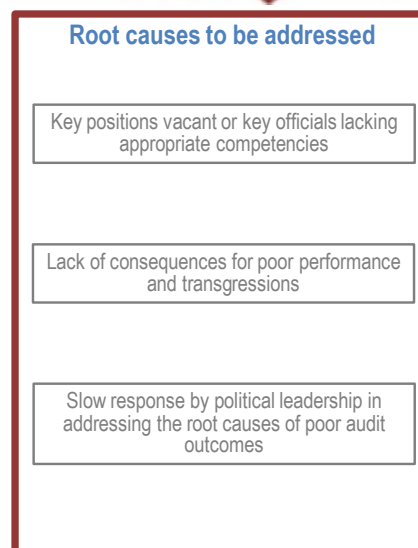 Root causes to be addressed
Key positions vacant or key officials lacking
appropriate competencies
Lack of consequences for poor performance
and transgressions
Slow response by political leadership in
addressing the root causes of poor audit
outcomes